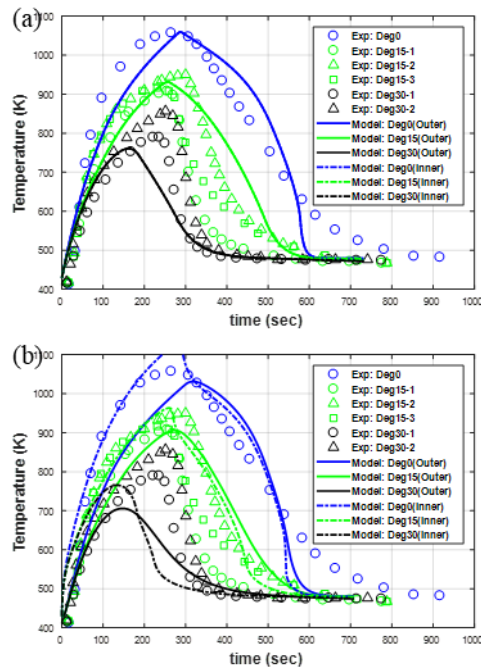 (a)
1100
1000
900
800
700
600
500
400
Temperature (K)
Exp: Deg0
Exp: Deg15-1
Exp: Deg15-2
Exp: Deg15-3
Exp: Deg30-1
Exp: Deg30-2
Model: Deg0(Outer)
Model: Deg15(Outer)
Model: Deg30(Outer)
Model: Deg0(Inner)
Model: Deg15(Inner)
Model: Deg30(Inner)
0 100 200 300 400 500 600 700 800 900 1000
time (sec)
(b)
1100
1000
900
800
700
600
500
400
Temperature (K)
Exp: Deg0
Exp: Deg15-1
Exp: Deg15-2
Exp: Deg15-3
Exp: Deg30-1
Exp: Deg30-2
Model: Deg0(Outer)
Model: Deg15(Outer)
Model: Deg30(Outer)
Model: Deg0(Inner)
Model: Deg15(Inner)
Model: Deg30(Inner)
0 100 200 300 400 500 600 700 800 900 1000
time (sec)